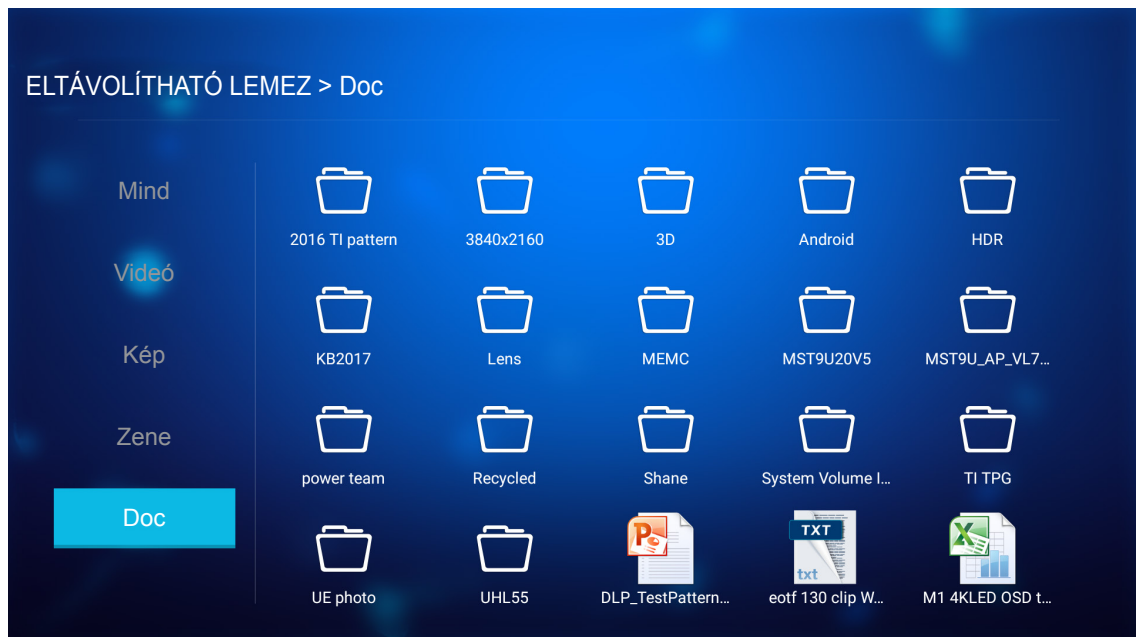 ELTÁVOLÍTHATÓ LEMEZ > Doc
Mind
Videó
Kép
Zene
Doc
2016 TI pattern
3840x2160
3D
Android
HDR
KB2017
Lens
MEMC
MST9U20V5
MST9U_AP_VL7...
power team
Recycled
Shane
System Volume I...
TI TPG
UE photo
UHL55
DLP_TestPattern...
TXT
txt
eotf 130 clip W...
M1 4KLED OSD t...